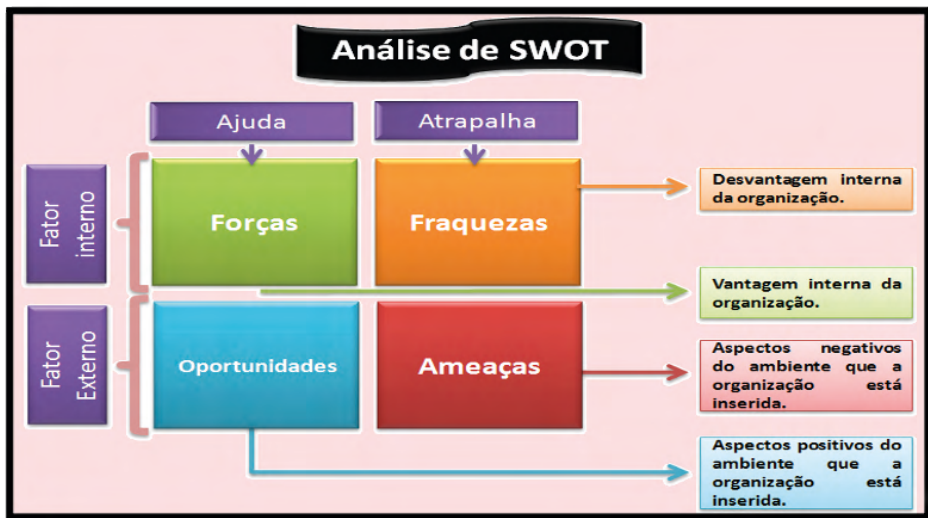 Análise de SWOT
Ajuda
Atrapalha
Fator
interno
Forças
Fraquezas
Desvantagem interna
da organização.
Vantagem interna da
organização.
Fator
Externo
Oportunidades
Ameaças
Aspectos negativos
do ambiente que a
organização está
inserida.
Aspectos positivos do
ambiente que a
organização está
inserida.